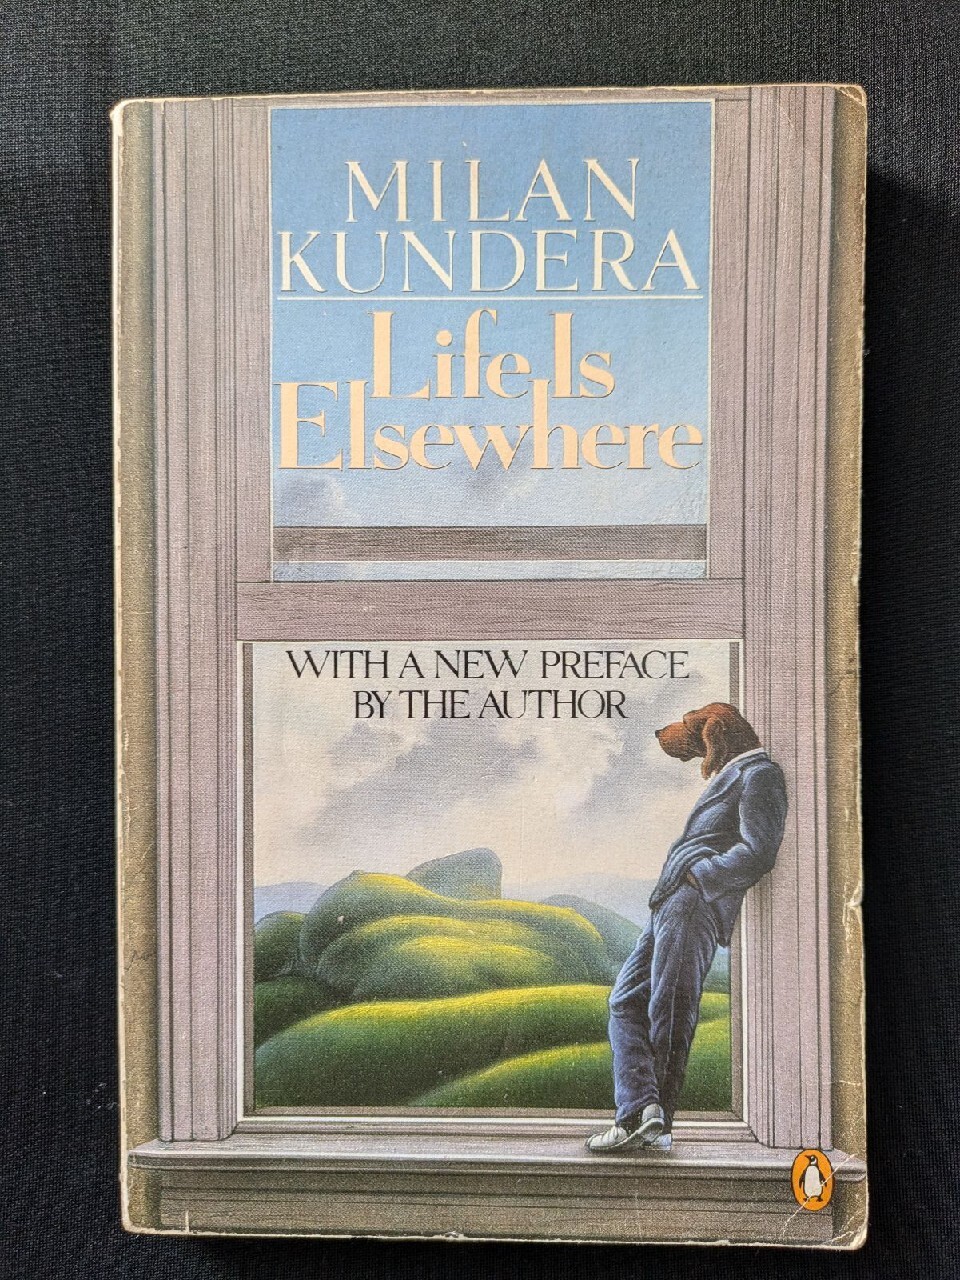 MILAN
KUNDERA
Life Is
Elsewhere
WITH A NEW PREFACE
BY THE AUTHOR